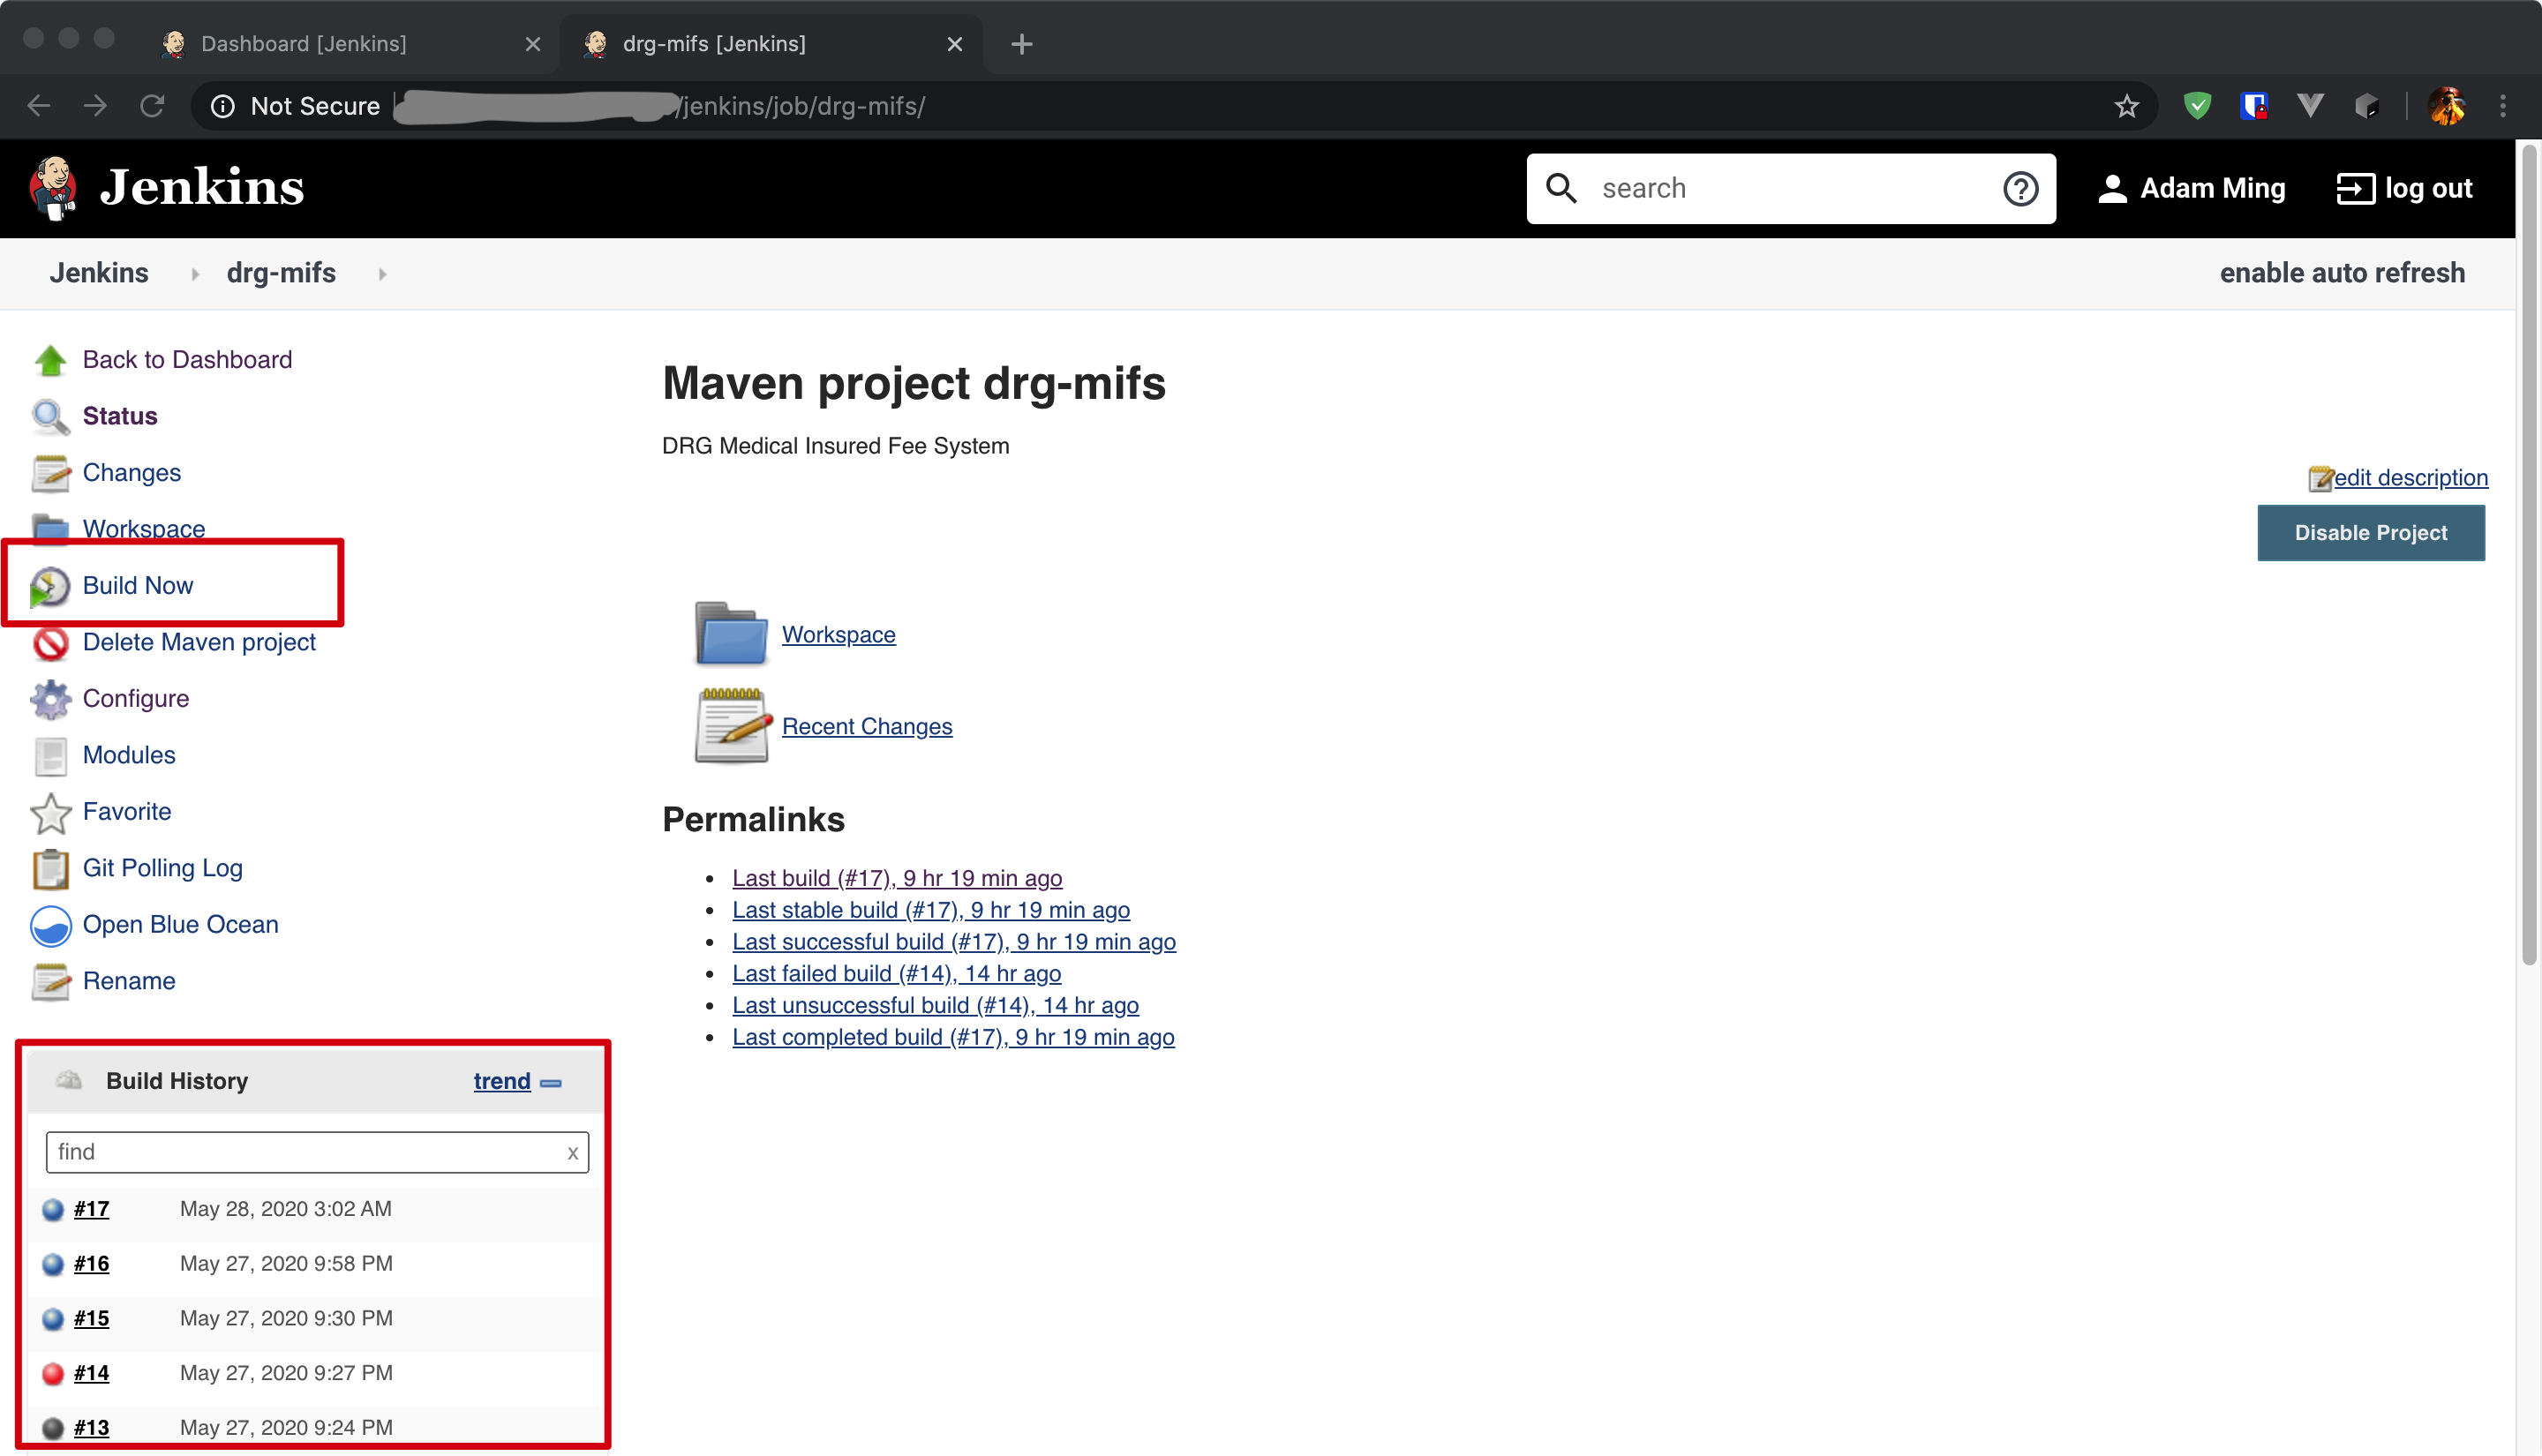 Dashboard [Jenkins]
drg-mifs [Jenkins]
Not Secure
/jenkins/job/drg-mifs/
Jenkins
search
Adam Ming
log out
Jenkins
drg-mifs
enable auto refresh
Back to Dashboard
Status
Changes
Workspace
Build Now
Delete Maven project
Configure
Modules
Favorite
Git Polling Log
Open Blue Ocean
Rename
Maven project drg-mifs
DRG Medical Insured Fee System
edit description
Disable Project
Workspace
Recent Changes
Permalinks
Last build (#17), 9 hr 19 min ago
Last stable build (#17), 9 hr 19 min ago
Last successful build (#17), 9 hr 19 min ago
Last failed build (#14), 14 hr ago
Last unsuccessful build (#14), 14 hr ago
Last completed build (#17), 9 hr 19 min ago
Build History
trend
find
x
#17 May 28, 2020 3:02 AM
#16 May 27, 2020 9:58 PM
#15 May 27, 2020 9:30 PM
#14 May 27, 2020 9:27 PM
#13 May 27, 2020 9:24 PM